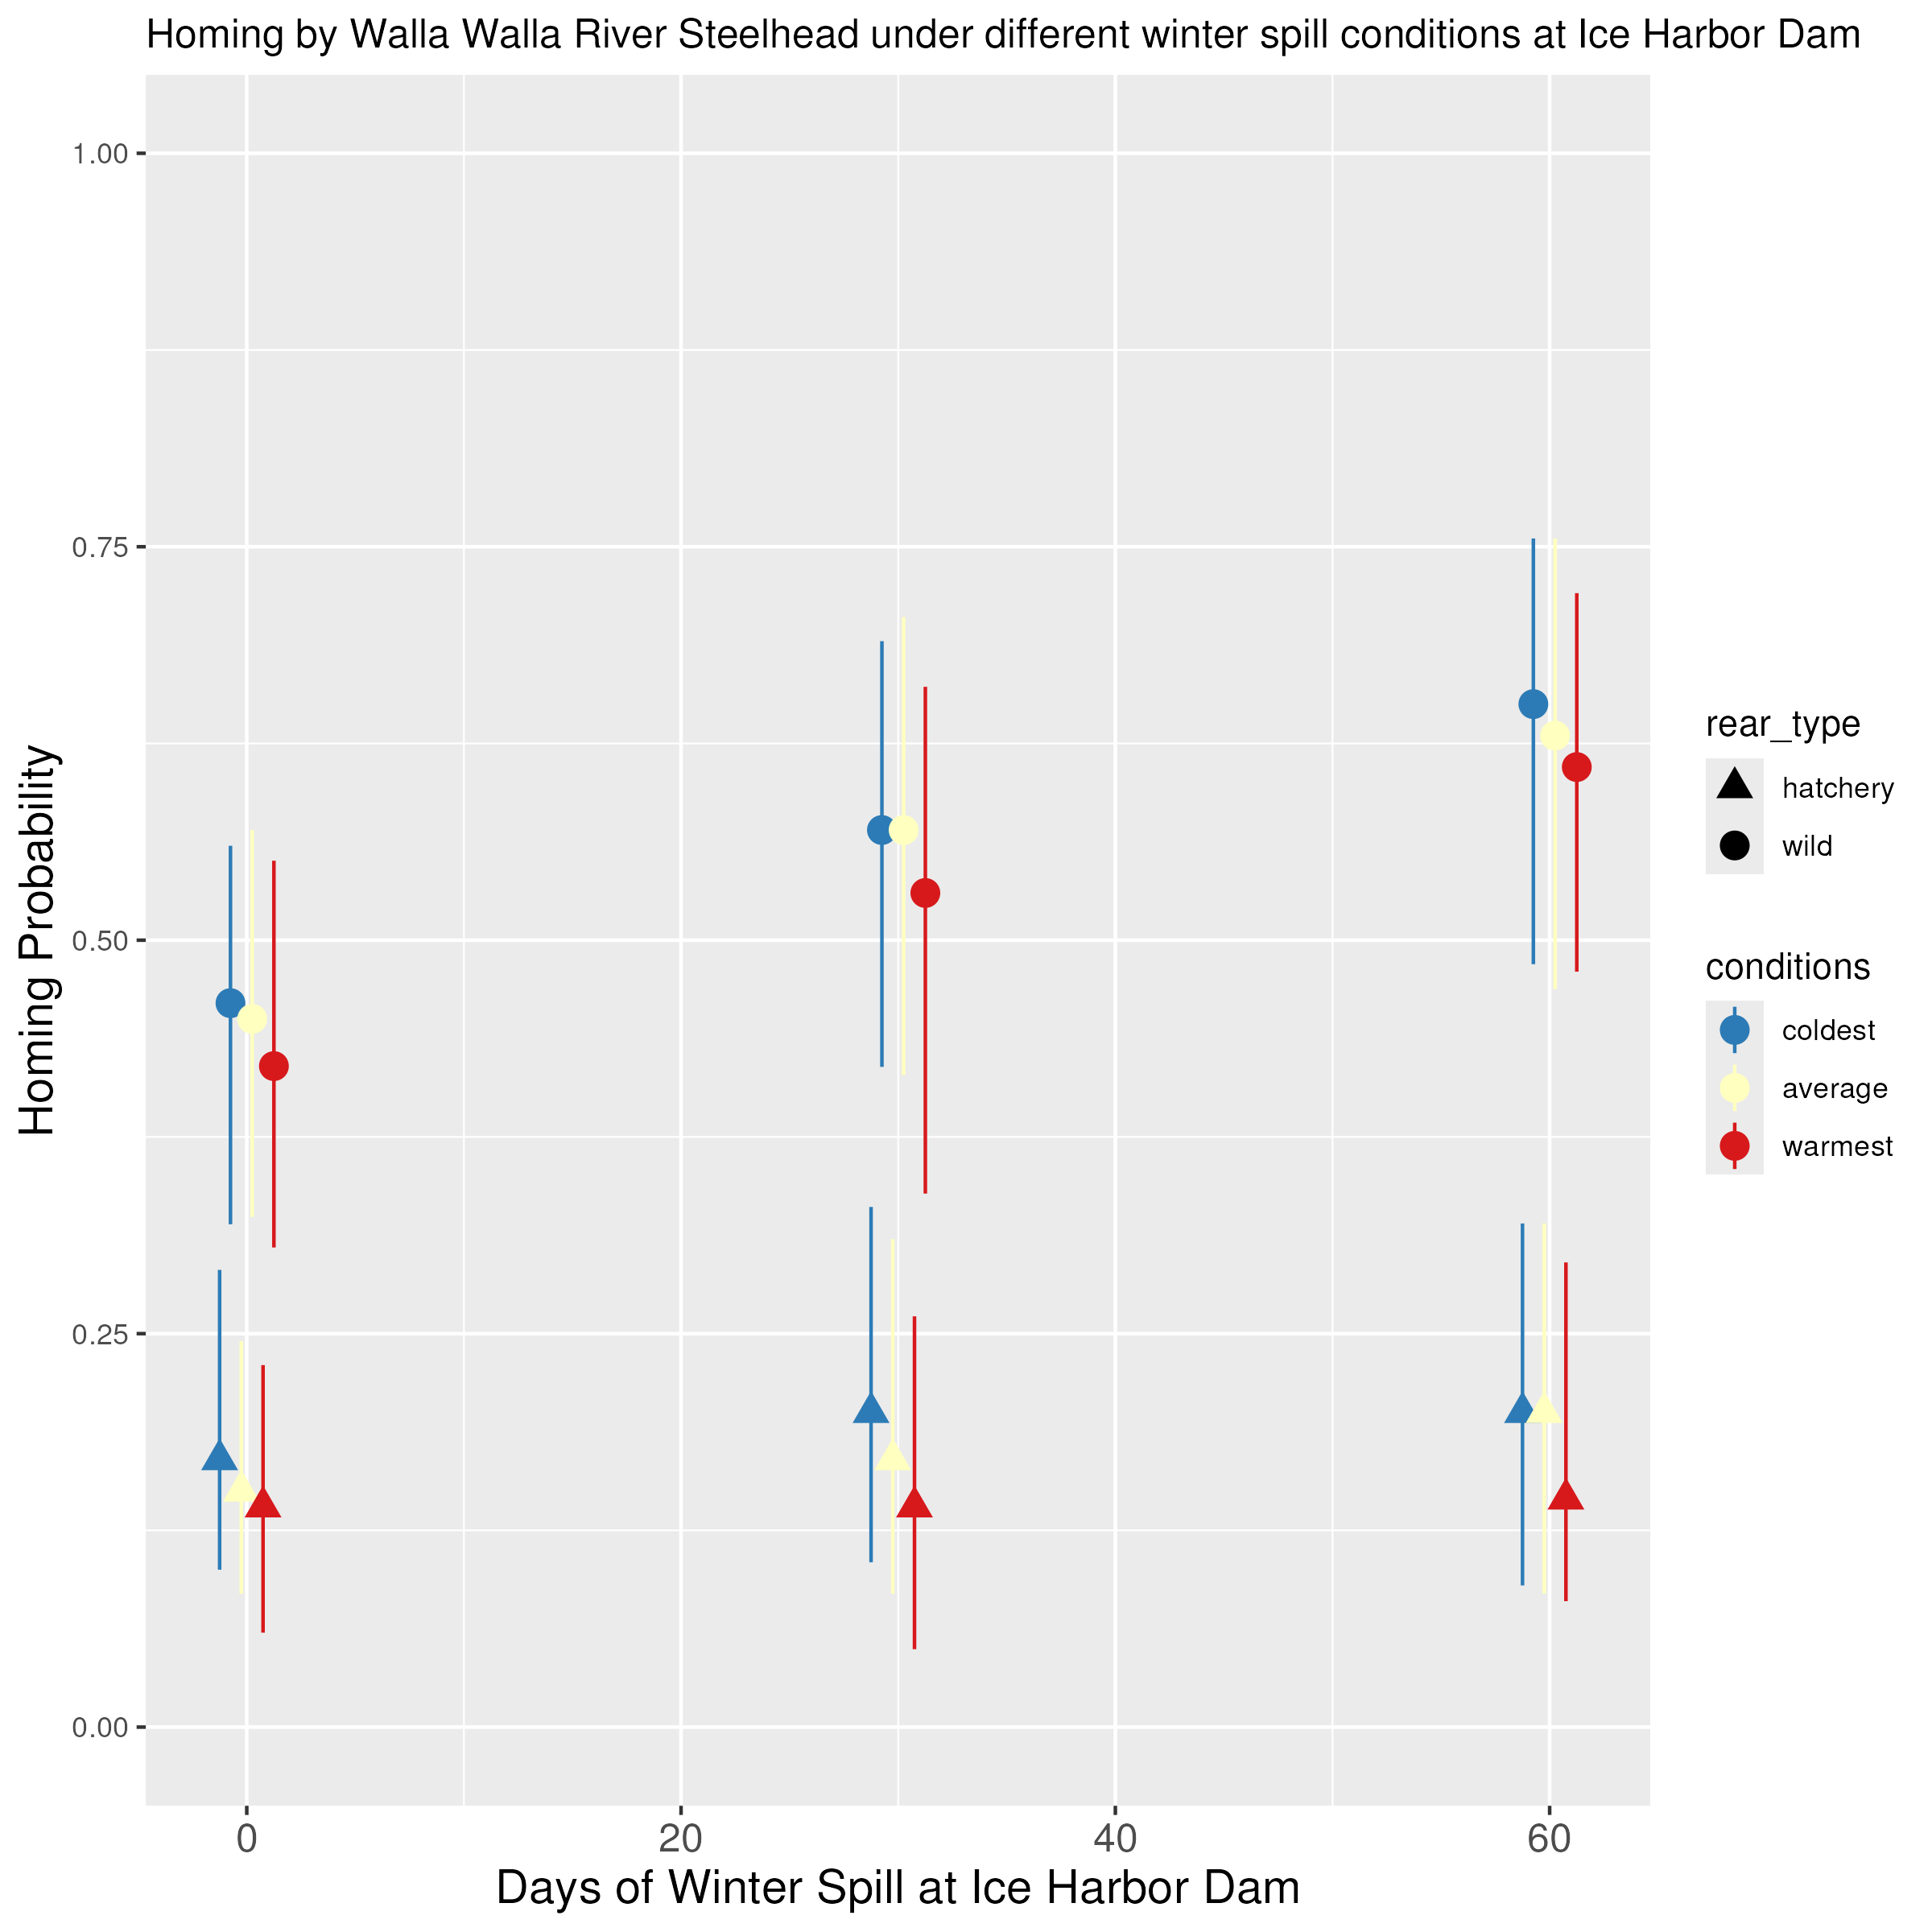 Homing by Walla Walla River Steelhead under different winter spill conditions at Ice Harbor Dam
Homing Probability
1.00
0.75
0.50
0.25
0.00
0
20
40
60
Days of Winter Spill at Ice Harbor Dam
rear_type
hatchery
wild
conditions
coldest
average
warmest